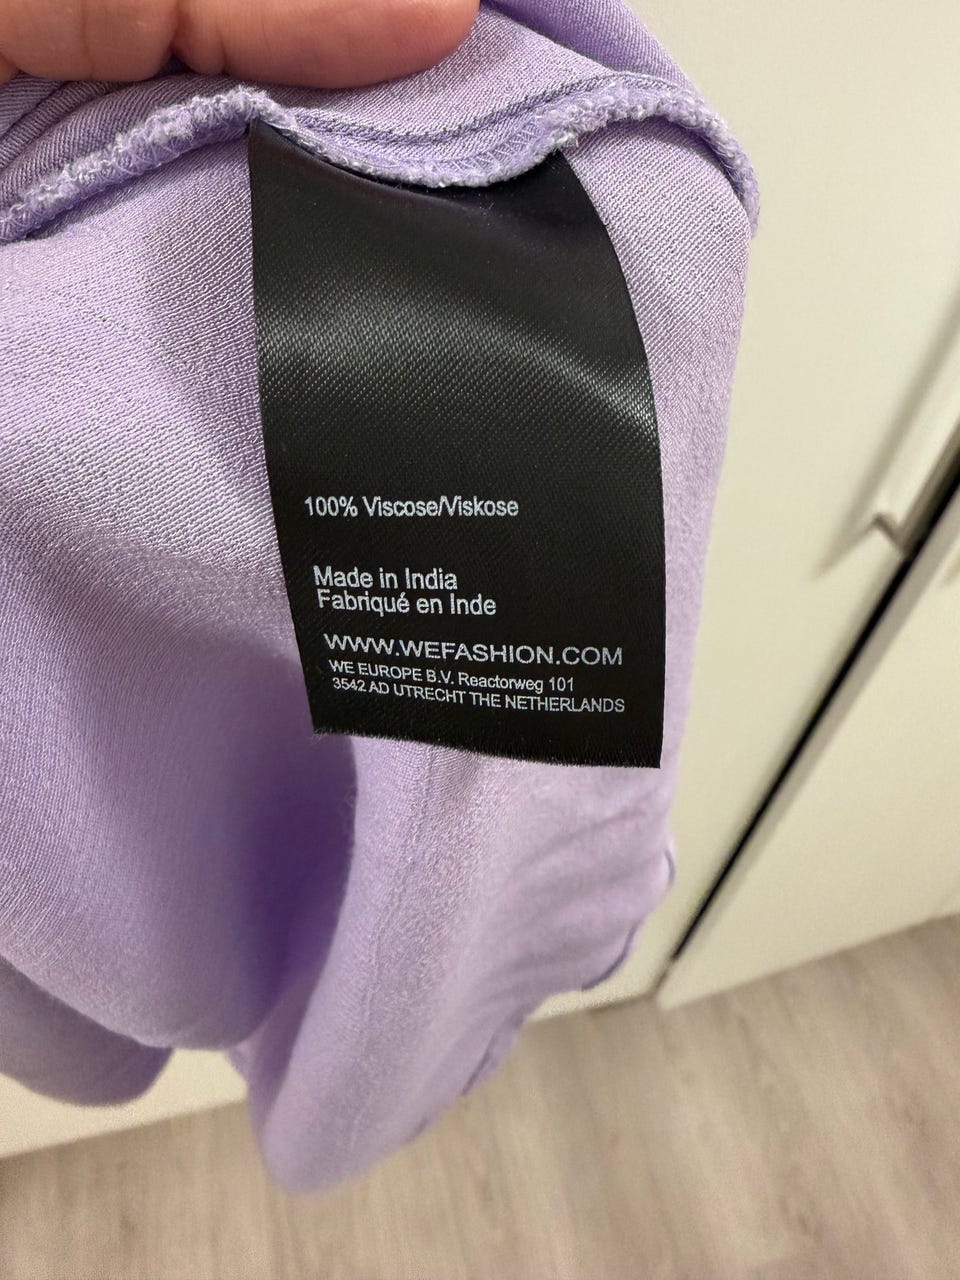 100% Viscose/Viskose
Made in India
Fabriqué en Inde
WWW.WEFASHION.COM
WE EUROPE B.V. Reactorweg 101
3542 AD UTRECHT THE NETHERLANDS